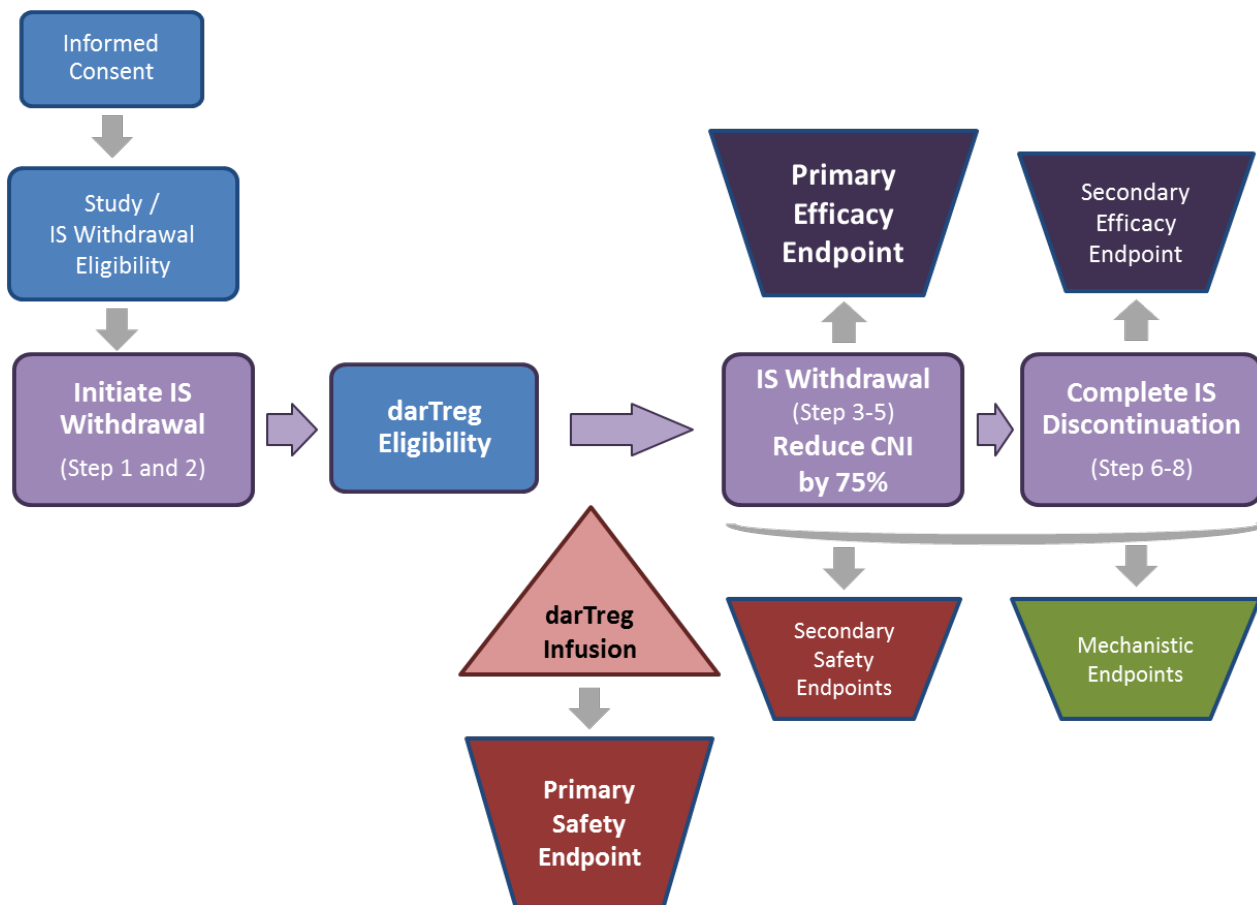 Informed
Consent
Study /
IS Withdrawal
Eligibility
Initiate IS
Withdrawal
(Step 1 and 2)
darTreg
Eligibility
darTreg
Infusion
Primary
Safety
Endpoint
Primary
Efficacy
Endpoint
IS Withdrawal
(Step 3-5)
Reduce CNI
by 75%
Secondary
Efficacy
Endpoint
Complete IS
Discontinuation
(Step 6-8)
Secondary
Safety
Endpoints
Mechanistic
Endpoints